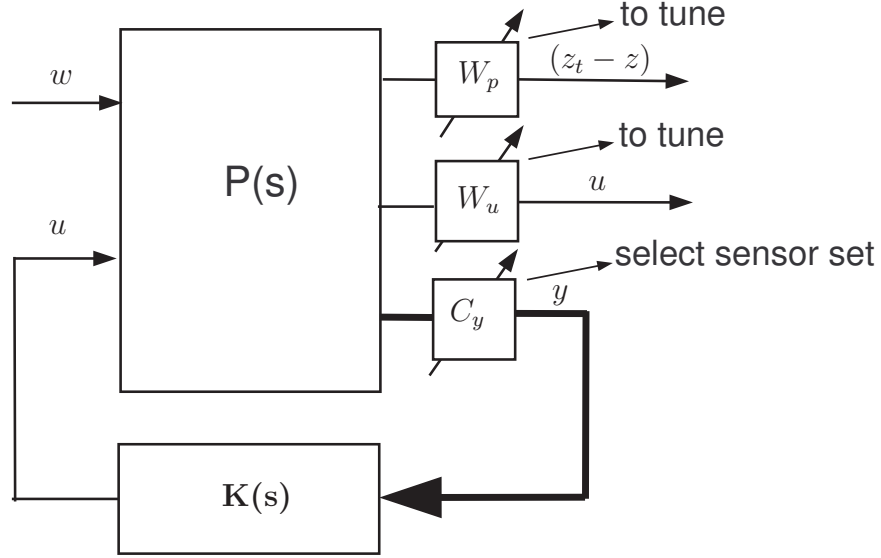 to tune
w
W_p
(z_t − z)
to tune
P(s)
W_u
u
u
select sensor set
C_y
y
K(s)